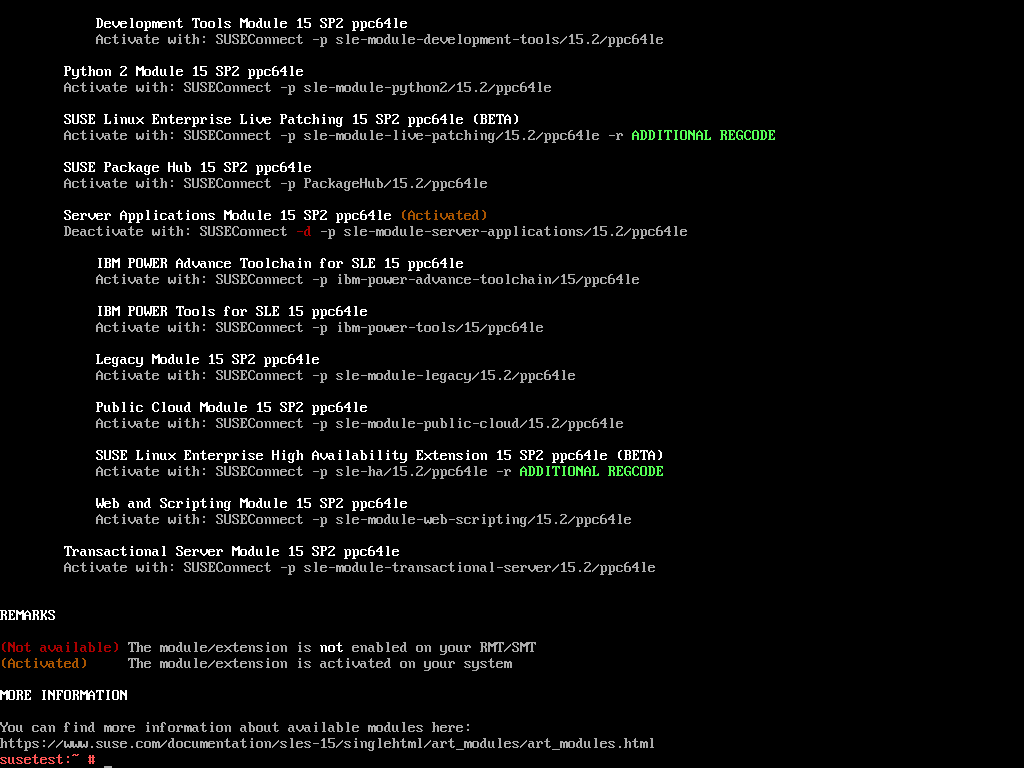 Development Tools Module 15 SP2 ppc64le
Activate with: SUSEConnect -p sle-module-development-tools/15.2/ppc64le
Python 2 Module 15 SP2 ppc64le
Activate with: SUSEConnect -p sle-module-python2/15.2/ppc64le
SUSE Linux Enterprise Live Patching 15 SP2 ppc64le (BETA)
Activate with: SUSEConnect -p sle-module-live-patching/15.2/ppc64le -r ADDITIONAL REGCODE
SUSE Package Hub 15 SP2 ppc64le
Activate with: SUSEConnect -p PackageHub/15.2/ppc64le
Server Applications Module 15 SP2 ppc64le (Activated)
Deactivate with: SUSEConnect -d -p sle-module-server-applications/15.2/ppc64le
IBM POWER Advance Toolchain for SLE 15 ppc64le
Activate with: SUSEConnect -p ibm-power-advance-toolchain/15/ppc64le
IBM POWER Tools for SLE 15 ppc64le
Activate with: SUSEConnect -p ibm-power-tools/15/ppc64le
Legacy Module 15 SP2 ppc64le
Activate with: SUSEConnect -p sle-module-legacy/15.2/ppc64le
Public Cloud Module 15 SP2 ppc64le
Activate with: SUSEConnect -p sle-module-public-cloud/15.2/ppc64le
SUSE Linux Enterprise High Availability Extension 15 SP2 ppc64le (BETA)
Activate with: SUSEConnect -p sle-ha/15.2/ppc64le -r ADDITIONAL REGCODE
Web and Scripting Module 15 SP2 ppc64le
Activate with: SUSEConnect -p sle-module-web-scripting/15.2/ppc64le
Transactional Server Module 15 SP2 ppc64le
Activate with: SUSEConnect -p sle-module-transactional-server/15.2/ppc64le
REMARKS
(Not available) The module/extension is not enabled on your RMT/SMT
(Activated) The module/extension is activated on your system
MORE INFORMATION
You can find more information about available modules here:
https://www.suse.com/documentation/sles-15/singlehtml/art_modules/art_modules.html
susetest:~ # _